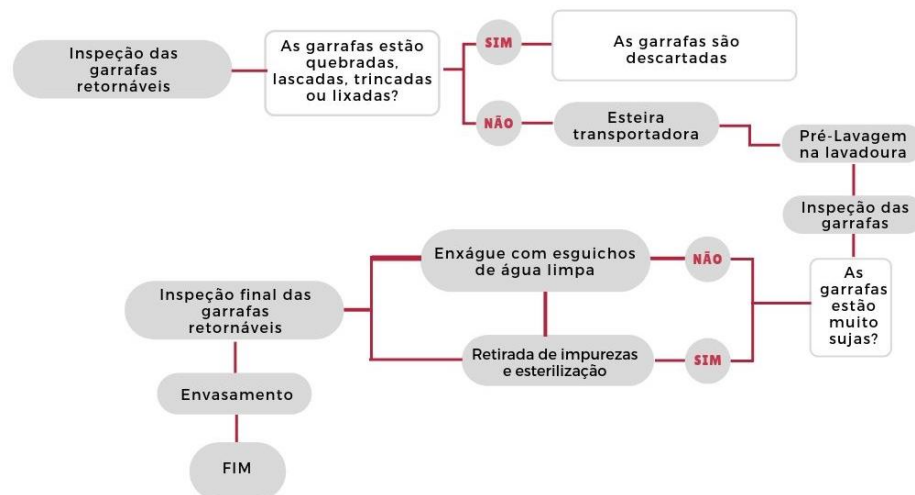 Inspeção das
garrafas
retornáveis
As garrafas estão
quebradas,
lascadas, trincadas
ou lixadas?
SIM
As garrafas são
descartadas
NÃO
Esteira
transportadora
Pré-Lavagem
na lavadoura
Inspeção das
garrafas
As
garrafas
estão
muito
sujas?
NÃO
Enxágue com esguichos
de água limpa
SIM
Retirada de impurezas
e esterilização
Inspeção final das
garrafas
retornáveis
Envasamento
FIM